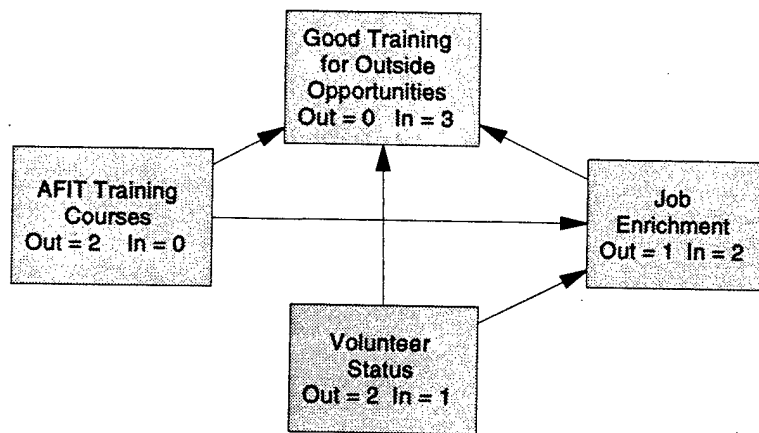 Good Training
for Outside
Opportunities
Out = 0 In = 3
AFIT Training
Courses
Out = 2 In = 0
Job
Enrichment
Out = 1 In = 2
Volunteer
Status
Out = 2 In = 1